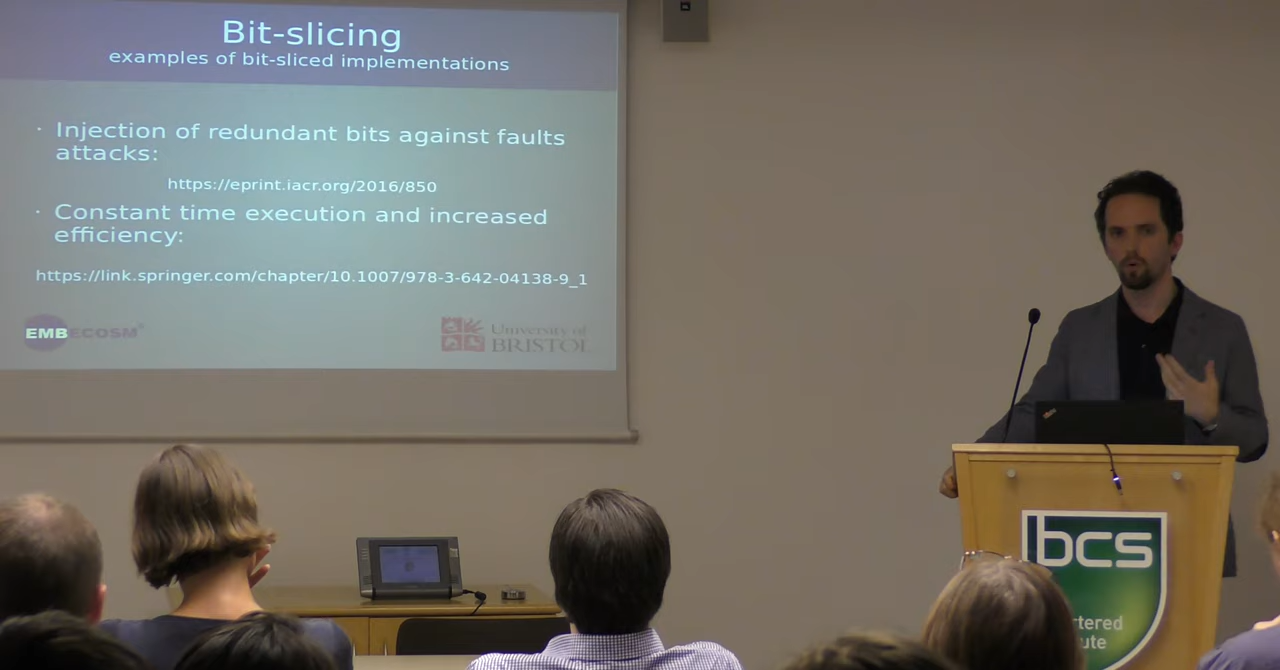 Bit-slicing
examples of bit-sliced implementations
· Injection of redundant bits against faults
attacks:
https://eprint.iacr.org/2016/850
· Constant time execution and increased
efficiency:
https://link.springer.com/chapter/10.1007/978-3-642-04138-9_1
EMBECOSM®
University of
BRISTOL
bcs
tered
ute